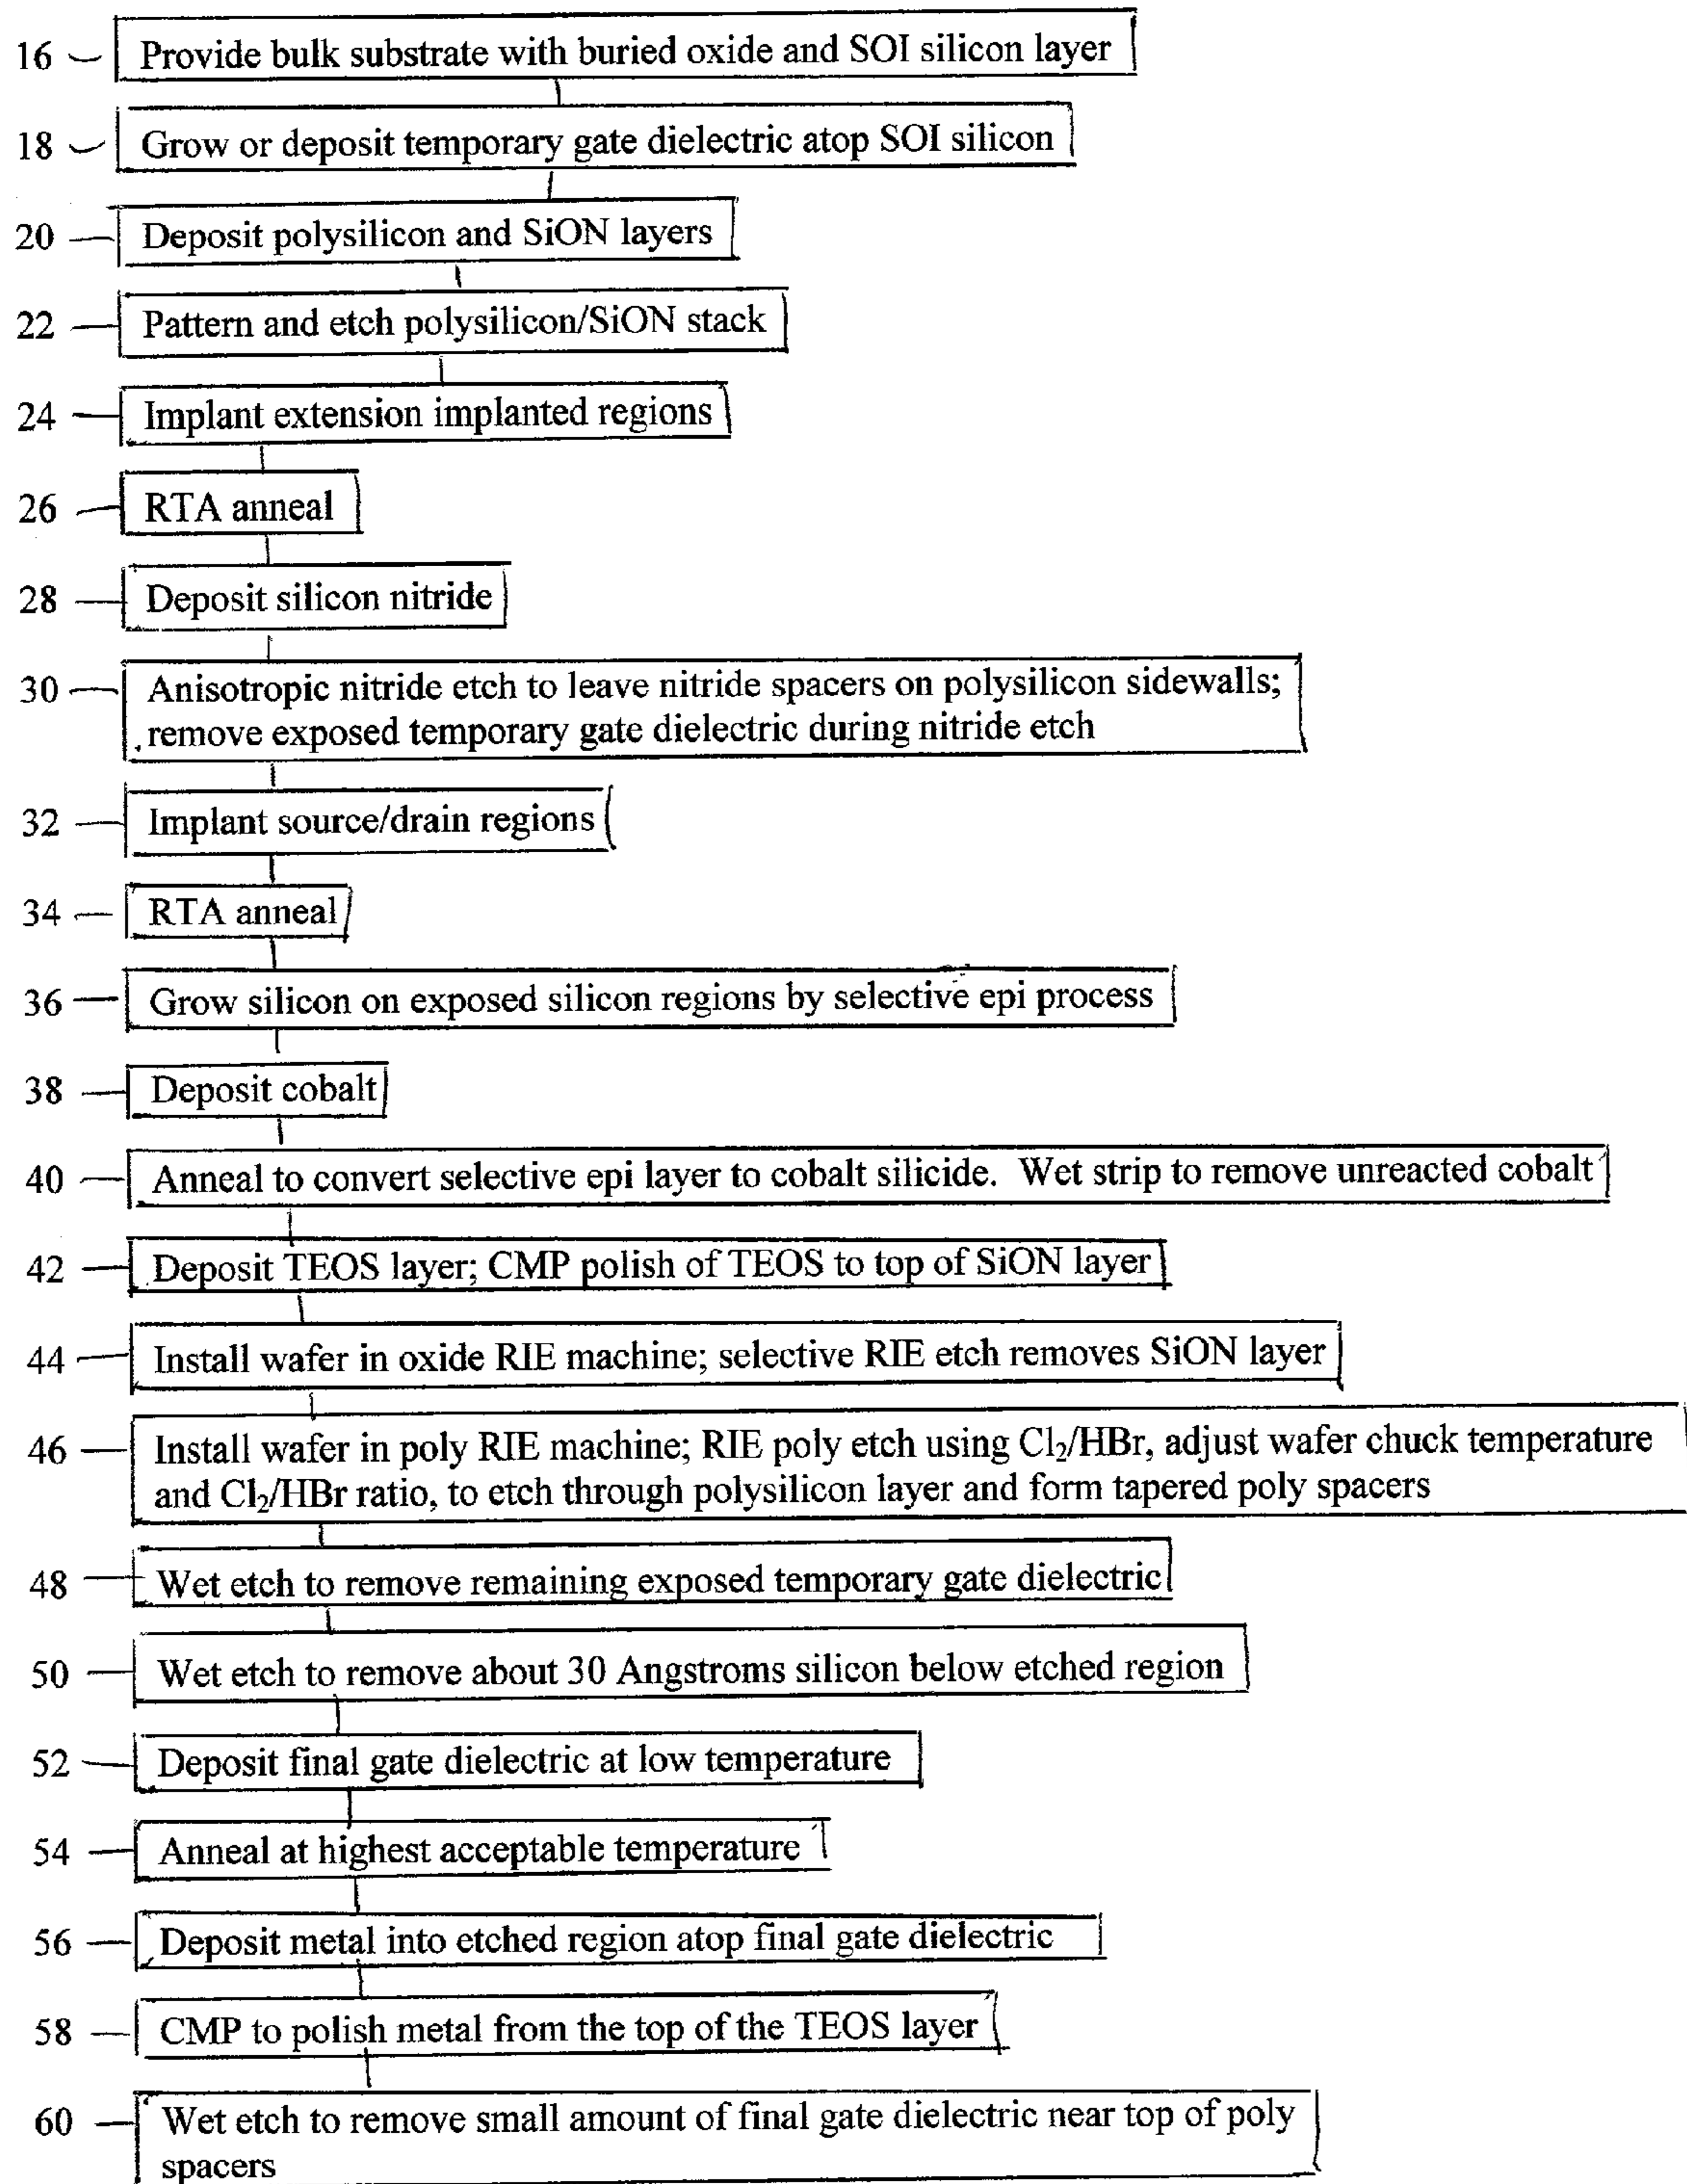 16 Provide bulk substrate with buried oxide and SOI silicon layer
18 Grow or deposit temporary gate dielectric atop SOI silicon
20 Deposit polysilicon and SiON layers
22 Pattern and etch polysilicon/SiON stack
24 Implant extension implanted regions
26 RTA anneal
28 Deposit silicon nitride
30 Anisotropic nitride etch to leave nitride spacers on polysilicon sidewalls;
remove exposed temporary gate dielectric during nitride etch
32 Implant source/drain regions
34 RTA anneal
36 Grow silicon on exposed silicon regions by selective epi process
38 Deposit cobalt
40 Anneal to convert selective epi layer to cobalt silicide. Wet strip to remove unreacted cobalt
42 Deposit TEOS layer; CMP polish of TEOS to top of SiON layer
44 Install wafer in oxide RIE machine; selective RIE etch removes SiON layer
46 Install wafer in poly RIE machine; RIE poly etch using Cl₂/HBr, adjust wafer chuck temperature
and Cl₂/HBr ratio, to etch through polysilicon layer and form tapered poly spacers
48 Wet etch to remove remaining exposed temporary gate dielectric
50 Wet etch to remove about 30 Angstroms silicon below etched region
52 Deposit final gate dielectric at low temperature
54 Anneal at highest acceptable temperature
56 Deposit metal into etched region atop final gate dielectric
58 CMP to polish metal from the top of the TEOS layer
60 Wet etch to remove small amount of final gate dielectric near top of poly
spacers